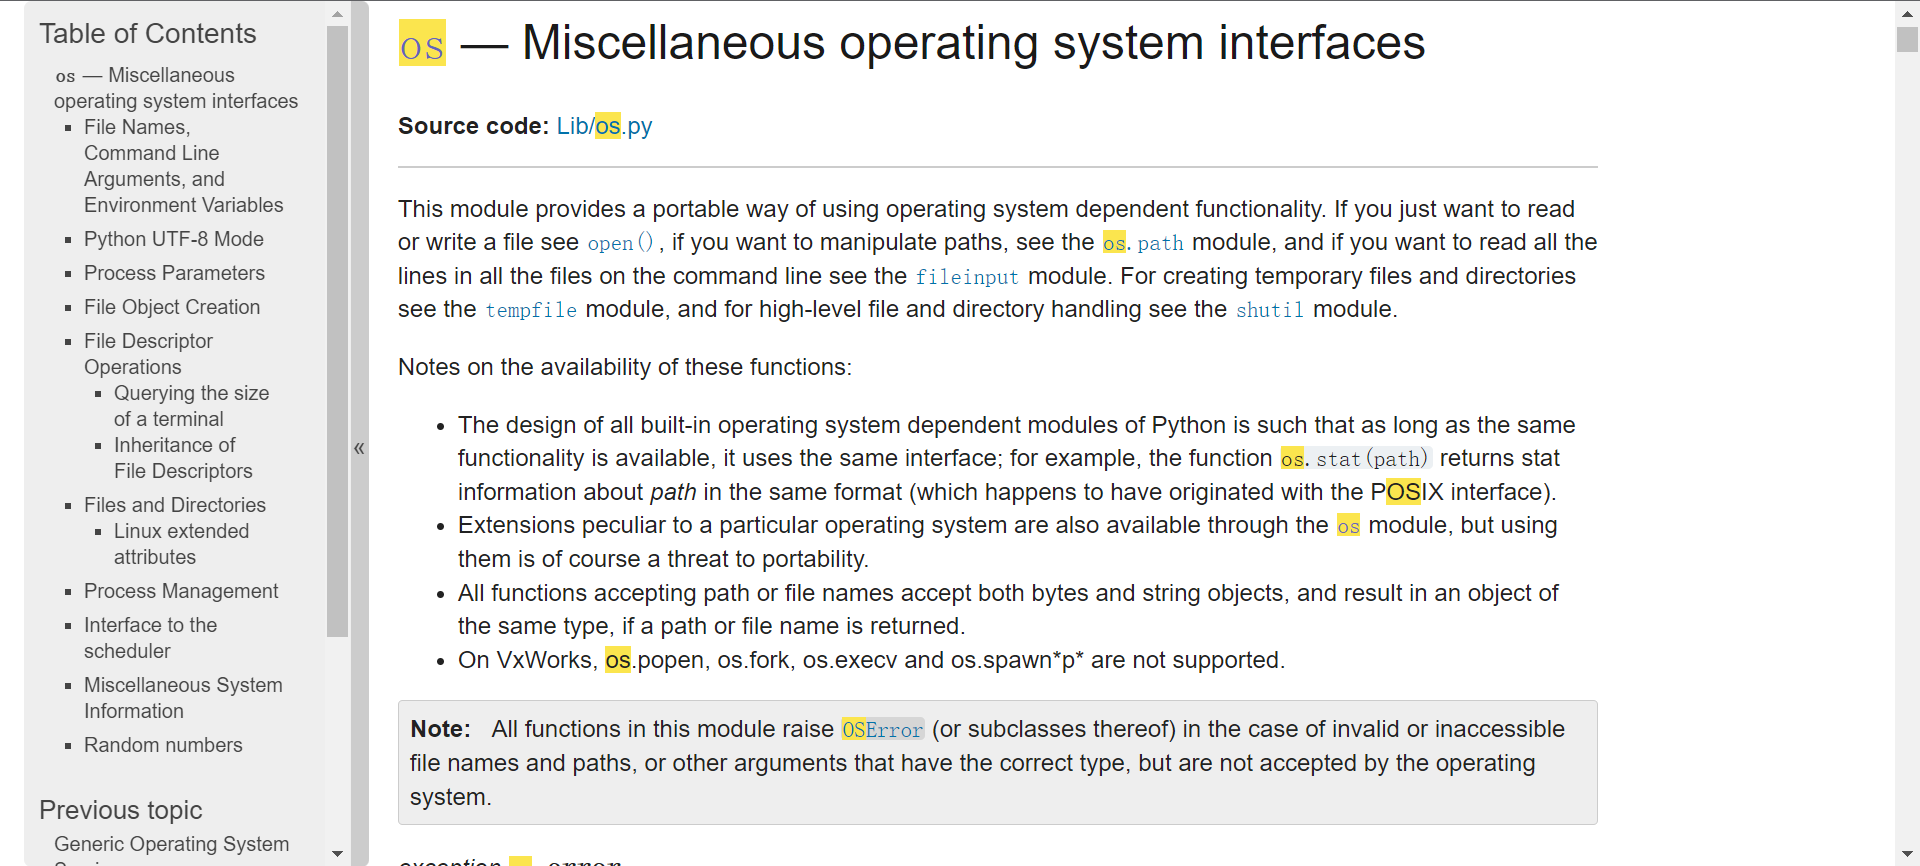 Table of Contents
os — Miscellaneous
operating system interfaces
File Names,
Command Line
Arguments, and
Environment Variables
Python UTF-8 Mode
Process Parameters
File Object Creation
File Descriptor
Operations
Querying the size
of a terminal
Inheritance of
File Descriptors
Files and Directories
Linux extended
attributes
Process Management
Interface to the
scheduler
Miscellaneous System
Information
Random numbers
Previous topic
Generic Operating System
«
os — Miscellaneous operating system interfaces
Source code: Lib/os.py
This module provides a portable way of using operating system dependent functionality. If you just want to read
or write a file see open(), if you want to manipulate paths, see the os.path module, and if you want to read all the
lines in all the files on the command line see the fileinput module. For creating temporary files and directories
see the tempfile module, and for high-level file and directory handling see the shutil module.
Notes on the availability of these functions:
• The design of all built-in operating system dependent modules of Python is such that as long as the same
functionality is available, it uses the same interface; for example, the function os.stat(path) returns stat
information about path in the same format (which happens to have originated with the POSIX interface).
• Extensions peculiar to a particular operating system are also available through the os module, but using
them is of course a threat to portability.
• All functions accepting path or file names accept both bytes and string objects, and result in an object of
the same type, if a path or file name is returned.
• On VxWorks, os.popen, os.fork, os.execv and os.spawn*p* are not supported.
Note: All functions in this module raise OSError (or subclasses thereof) in the case of invalid or inaccessible
file names and paths, or other arguments that have the correct type, but are not accepted by the operating
system.
exception error